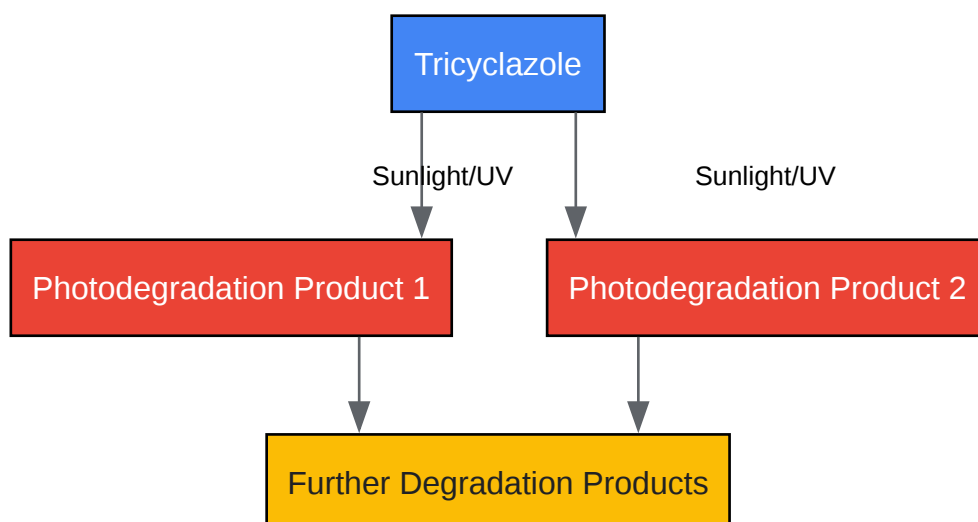 Tricyclazole
Sunlight/UV
Sunlight/UV
Photodegradation Product 1
Photodegradation Product 2
Further Degradation Products